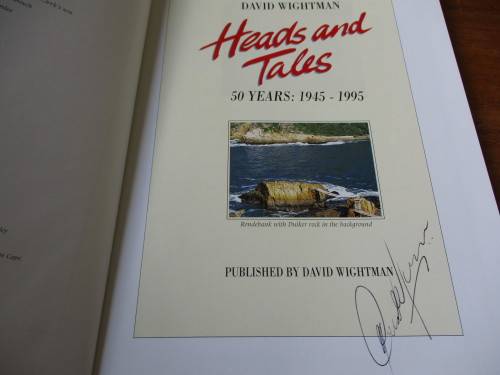 DAVID WIGHTMAN
Heads and
Tales
50 YEARS: 1945 - 1995
Rendebank with Duiker rock in the background
PUBLISHED BY DAVID WIGHTMAN